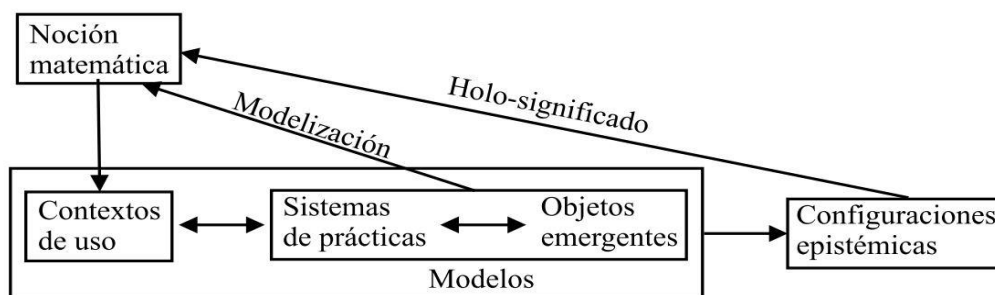 Noción
matemática
Holo-significado
Modelización
Contextos
de uso
Sistemas
de prácticas
Objetos
emergentes
Configuraciones
epistémicas
Modelos